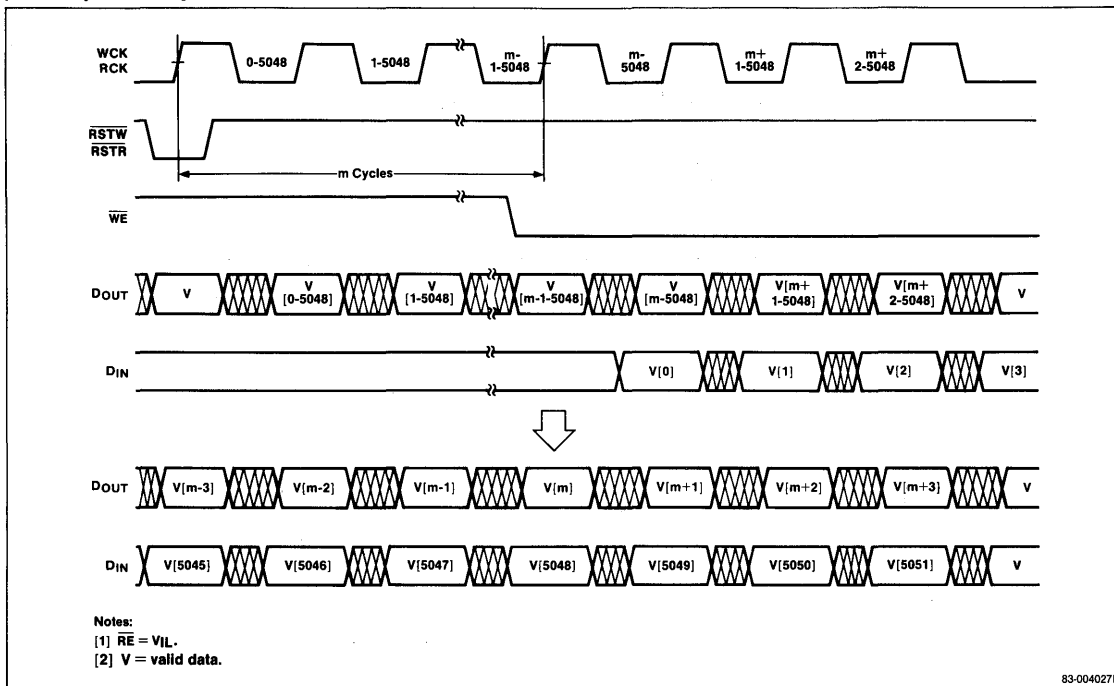 WCK
RCK
0-5048
1-5048
m-
1-5048
m-
5048
m+
1-5048
m+
2-5048
RSTW
RSTR
m Cycles
WE
DOUT
V
V
[0-5048]
V
[1-5048]
V
[m-1-5048]
V
[m-5048]
V[m+
1-5048]
V[m+
2-5048]
V
DIN
V[0]
V[1]
V[2]
V[3]
DOUT
V[m-3]
V[m-2]
V[m-1]
V[m]
V[m+1]
V[m+2]
V[m+3]
V
DIN
V[5045]
V[5046]
V[5047]
V[5048]
V[5049]
V[5050]
V[5051]
V
Notes:
[1] RE = VIL.
[2] V = valid data.